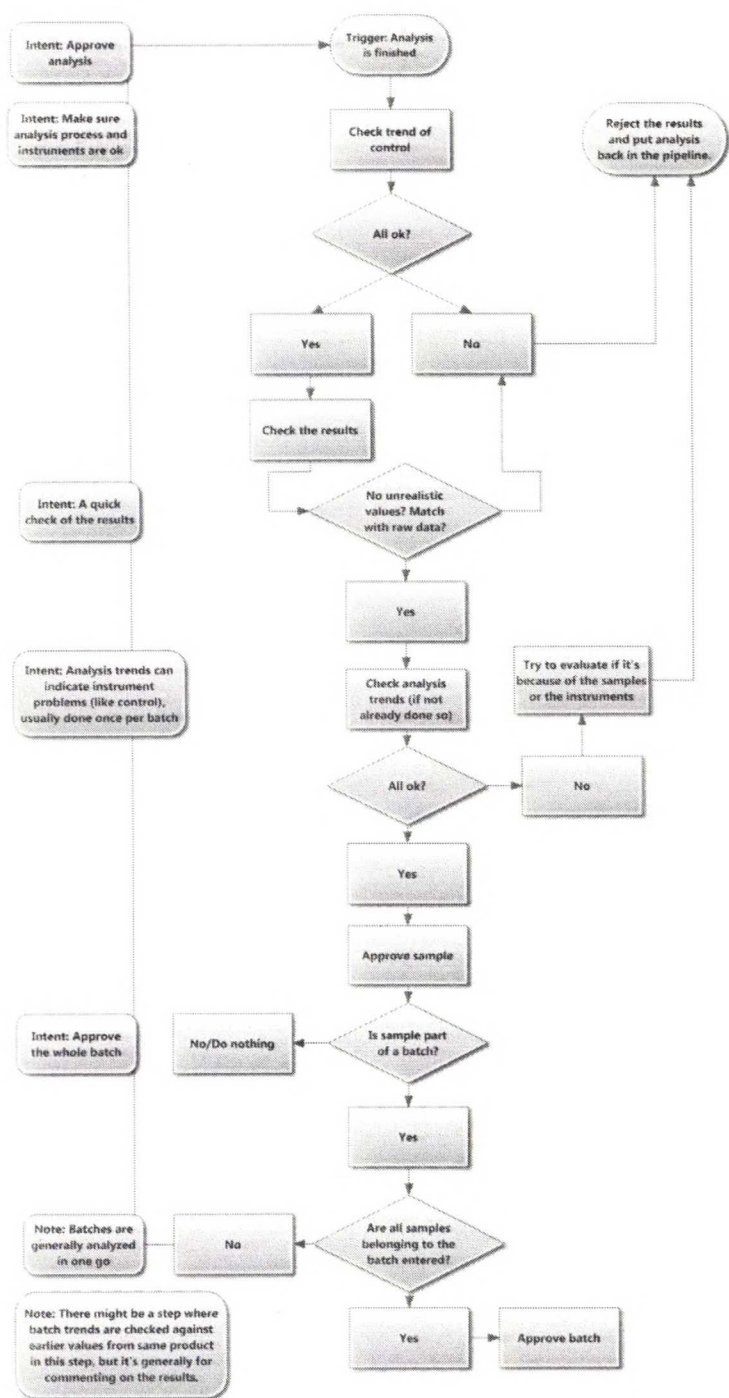 Intent: Approve
analysis
Trigger: Analysis
is finished
Intent: Make sure
analysis process and
instruments are ok
Check trend of
control
Reject the results
and put analysis
back in the pipeline.
All ok?
Yes
No
Check the results
Intent: A quick
check of the results
No unrealistic
values? Match
with raw data?
Yes
Intent: Analysis trends can
indicate instrument
problems (like control),
usually done once per batch
Check analysis
trends (if not
already done so)
Try to evaluate if it's
because of the samples
or the instruments
All ok?
No
Yes
Approve sample
Intent: Approve
the whole batch
No/Do nothing
Is sample part
of a batch?
Yes
Note: Batches are
generally analyzed
in one go
No
Are all samples
belonging to the
batch entered?
Note: There might be a step where
batch trends are checked against
earlier values from same product
in this step, but it's generally for
commenting on the results.
Yes
Approve batch